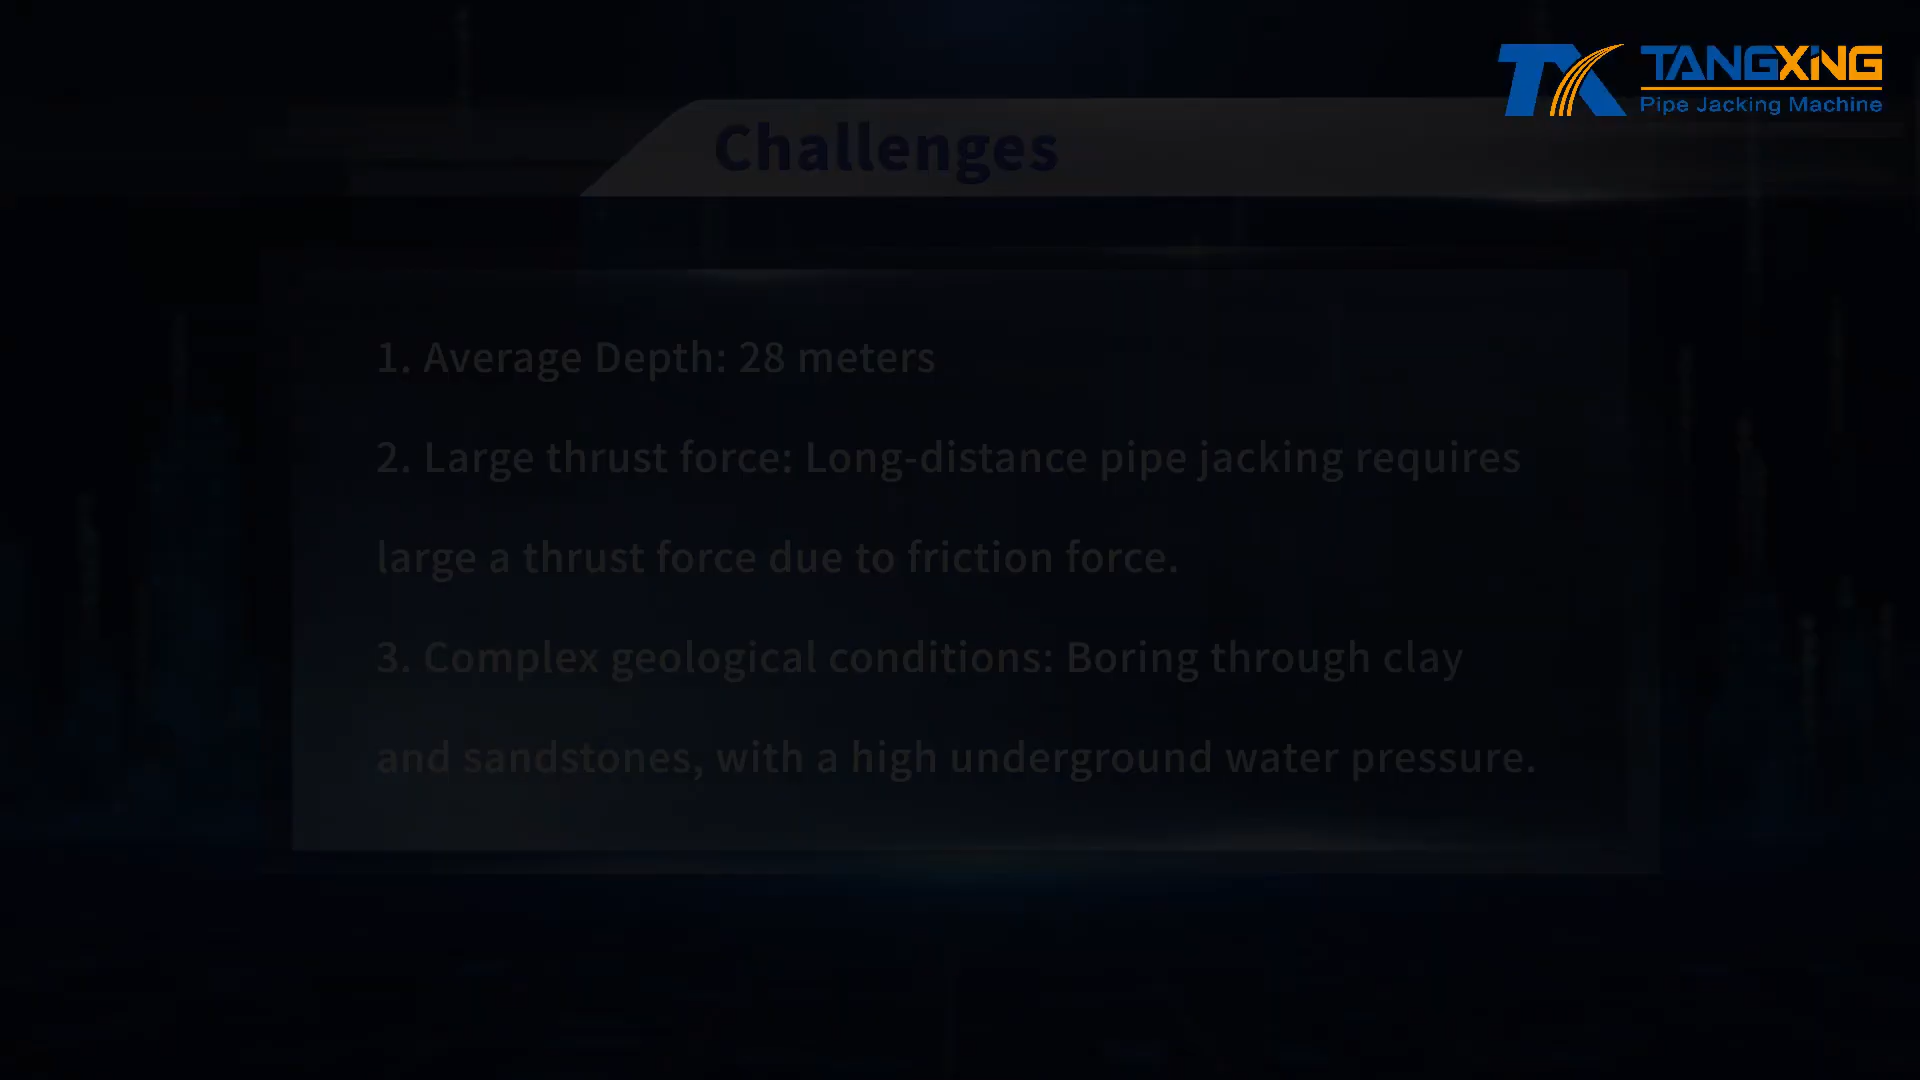 TX TANGXING
Pipe Jacking Machine
Challenges
1. Average Depth: 28 meters
2. Large thrust force: Long-distance pipe jacking requires
large a thrust force due to friction force.
3. Complex geological conditions: Boring through clay
and sandstones, with a high underground water pressure.